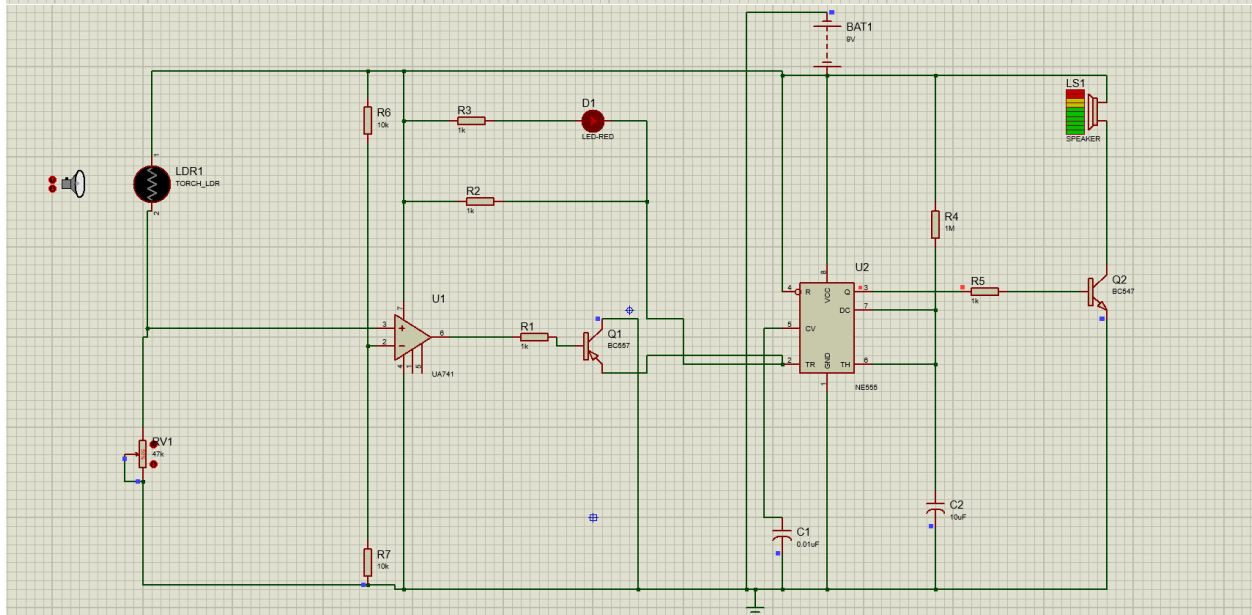 BAT1
9V
LS1
SPEAKER
R6
10k
R3
1k
D1
LED-RED
1
LDR1
TORCH_LDR
2
R2
1k
R4
1M
U2
8
4
R
VCC
Q
3
R5
1k
Q2
BC547
DC
7
U1
7
3
2
6
4
1
5
UA741
R1
1k
Q1
BC557
5
CV
2
TR
GND
TH
6
1
NE555
RV1
47k
C1
0.01uF
C2
10uF
R7
10k